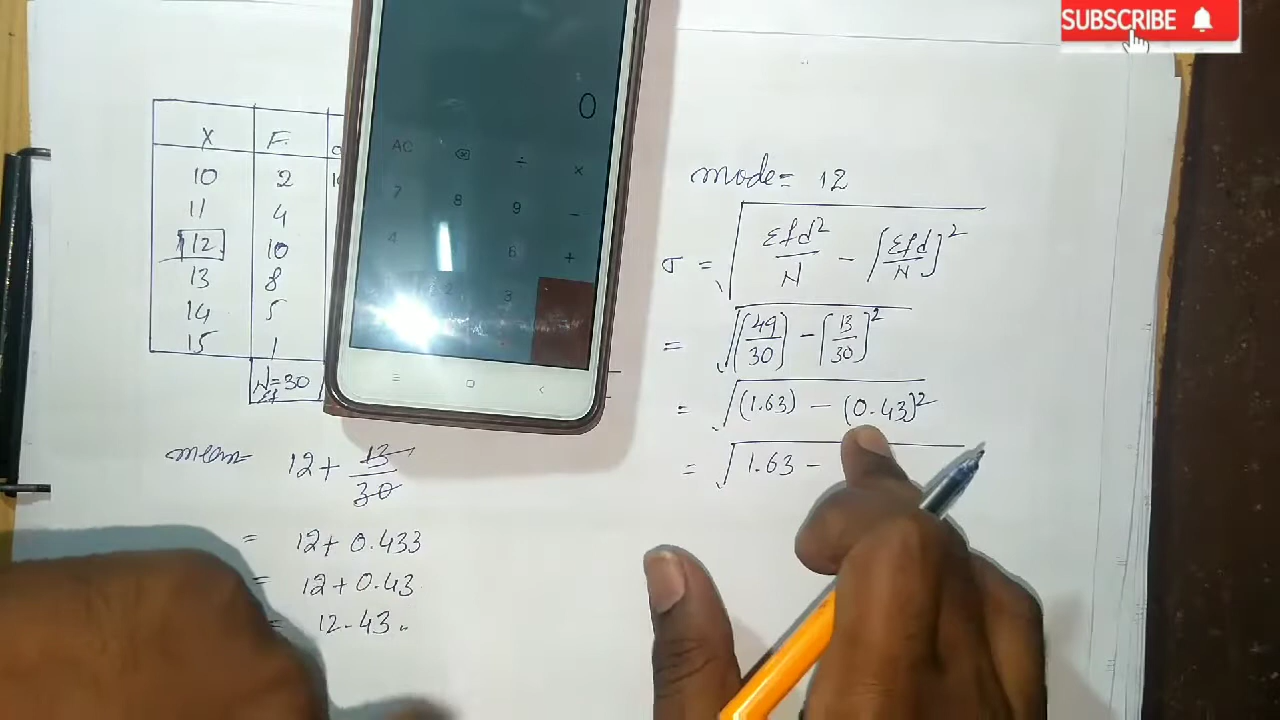 SUBSCRIBE
X F.
10 2
11 4
12 10
13 8
14 5
15 1
N=30
mean 12+ 13/30
= 12+ 0.433
= 12+0.43
= 12.43.
0
AC ÷ ×
7 8 9 −
4 6 +
2 3
mode= 12
σ = √Σfd²/N − [Σfd/N]²
= √[49/30] − [13/30]²
= √(1.63) − (0.43)²
= √1.63 −